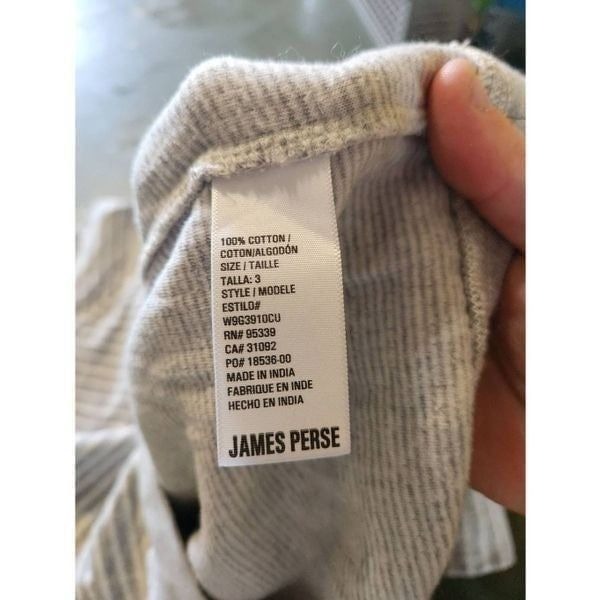 100% COTTON /
COTON/ALGODÓN
SIZE / TAILLE
TALLA: 3
STYLE / MODELE
ESTILO#
W9G3910CU
RN# 95339
CA# 31092
PO# 18536-00
MADE IN INDIA
FABRIQUE EN INDE
HECHO EN INDIA
JAMES PERSE